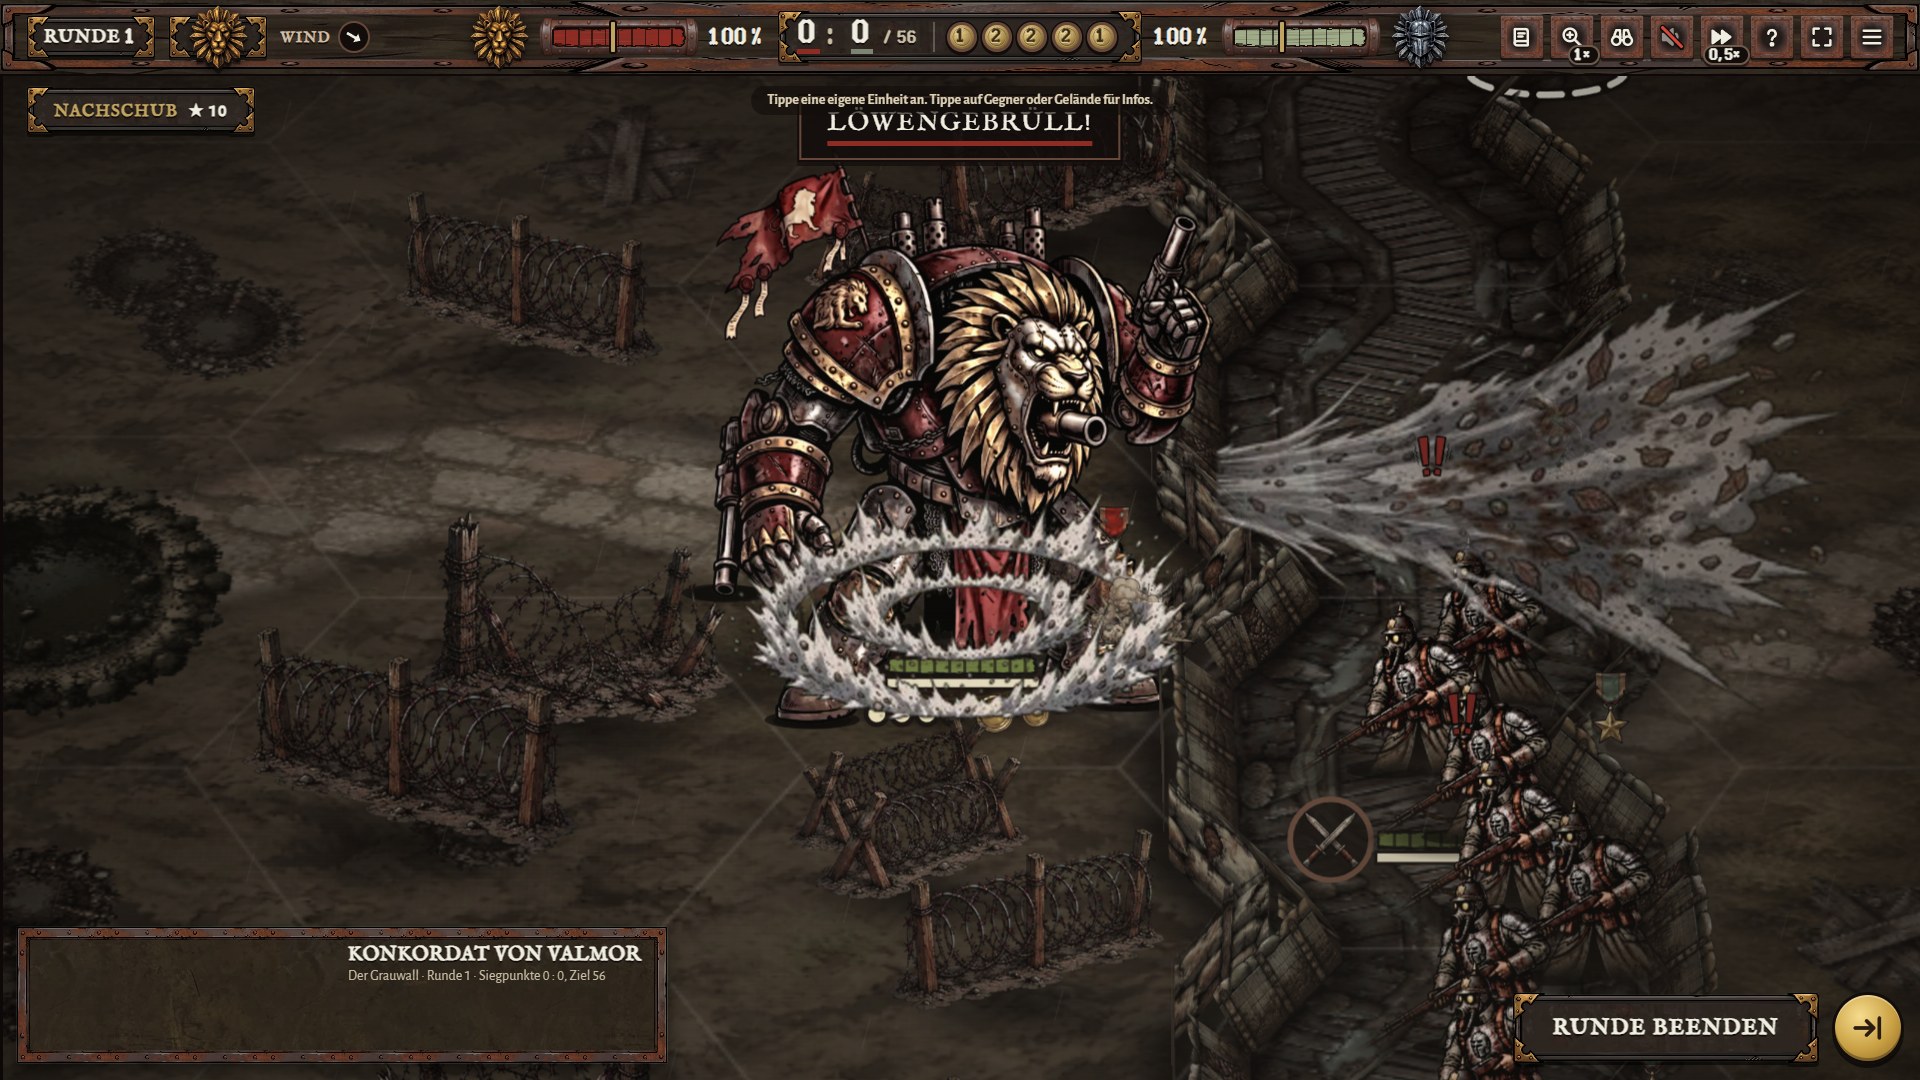 RUNDE 1
WIND
100%
0 : 0 / 56
1 2 2 2 1
100%
1×
0,5×
?
NACHSCHUB ★ 10
Tippe eine eigene Einheit an. Tippe auf Gegner oder Gelände für Infos.
LÖWENGEBRÜLL!
!!
!!
KONKORDAT VON VALMOR
Der Grauwall · Runde 1 · Siegpunkte 0 : 0, Ziel 56
RUNDE BEENDEN